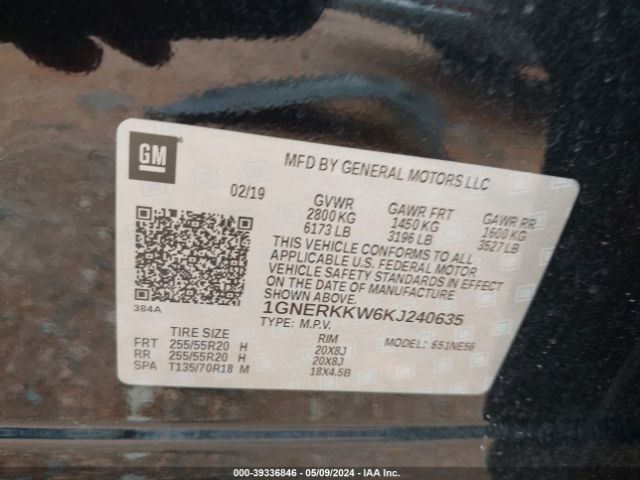 GM
MFD BY GENERAL MOTORS LLC
02/19
GVWR
2800 KG
6173 LB
GAWR FRT
1450 KG
3196 LB
GAWR RR
1600 KG
3527 LB
THIS VEHICLE CONFORMS TO ALL
APPLICABLE U.S. FEDERAL MOTOR
VEHICLE SAFETY STANDARDS IN EFFECT
ON THE DATE OF MANUFACTURE
SHOWN ABOVE.
384A
1GNERKKW6KJ240635
TYPE: M.P.V.
MODEL: 651NE56
TIRE SIZE
RIM
FRT 255/55R20 H 20X8J
RR 255/55R20 H 20X8J
SPA T135/70R18 M 18X4.5B
000-39336846 - 05/09/2024 - IAA Inc.